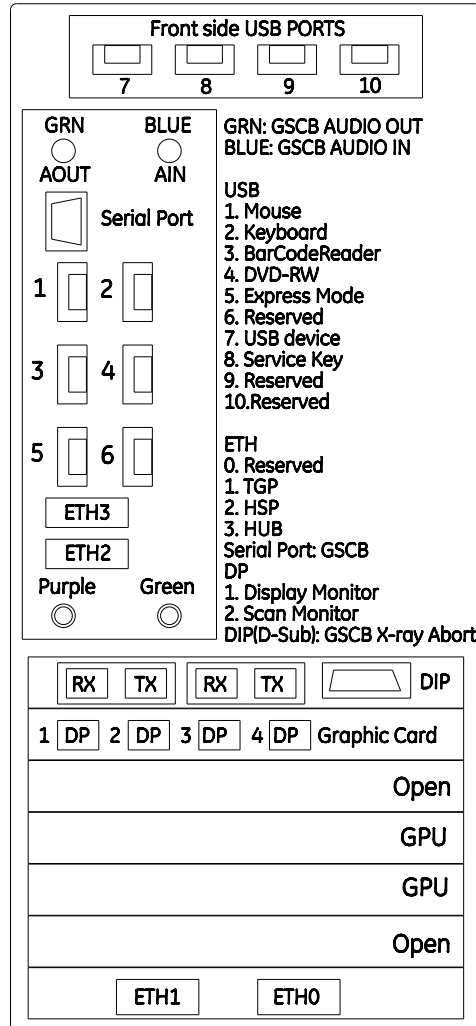 Front side USB PORTS
7 8 9 10
GRN BLUE
AOUT AIN
Serial Port
1 2
3 4
5 6
ETH3
ETH2
Purple Green
GRN: GSCB AUDIO OUT
BLUE: GSCB AUDIO IN
USB
1. Mouse
2. Keyboard
3. BarCodeReader
4. DVD-RW
5. Express Mode
6. Reserved
7. USB device
8. Service Key
9. Reserved
10.Reserved
ETH
0. Reserved
1. TGP
2. HSP
3. HUB
Serial Port: GSCB
DP
1. Display Monitor
2. Scan Monitor
DIP(D-Sub): GSCB X-ray Abort
RX TX RX TX DIP
1 DP 2 DP 3 DP 4 DP Graphic Card
Open
GPU
GPU
Open
ETH1 ETH0